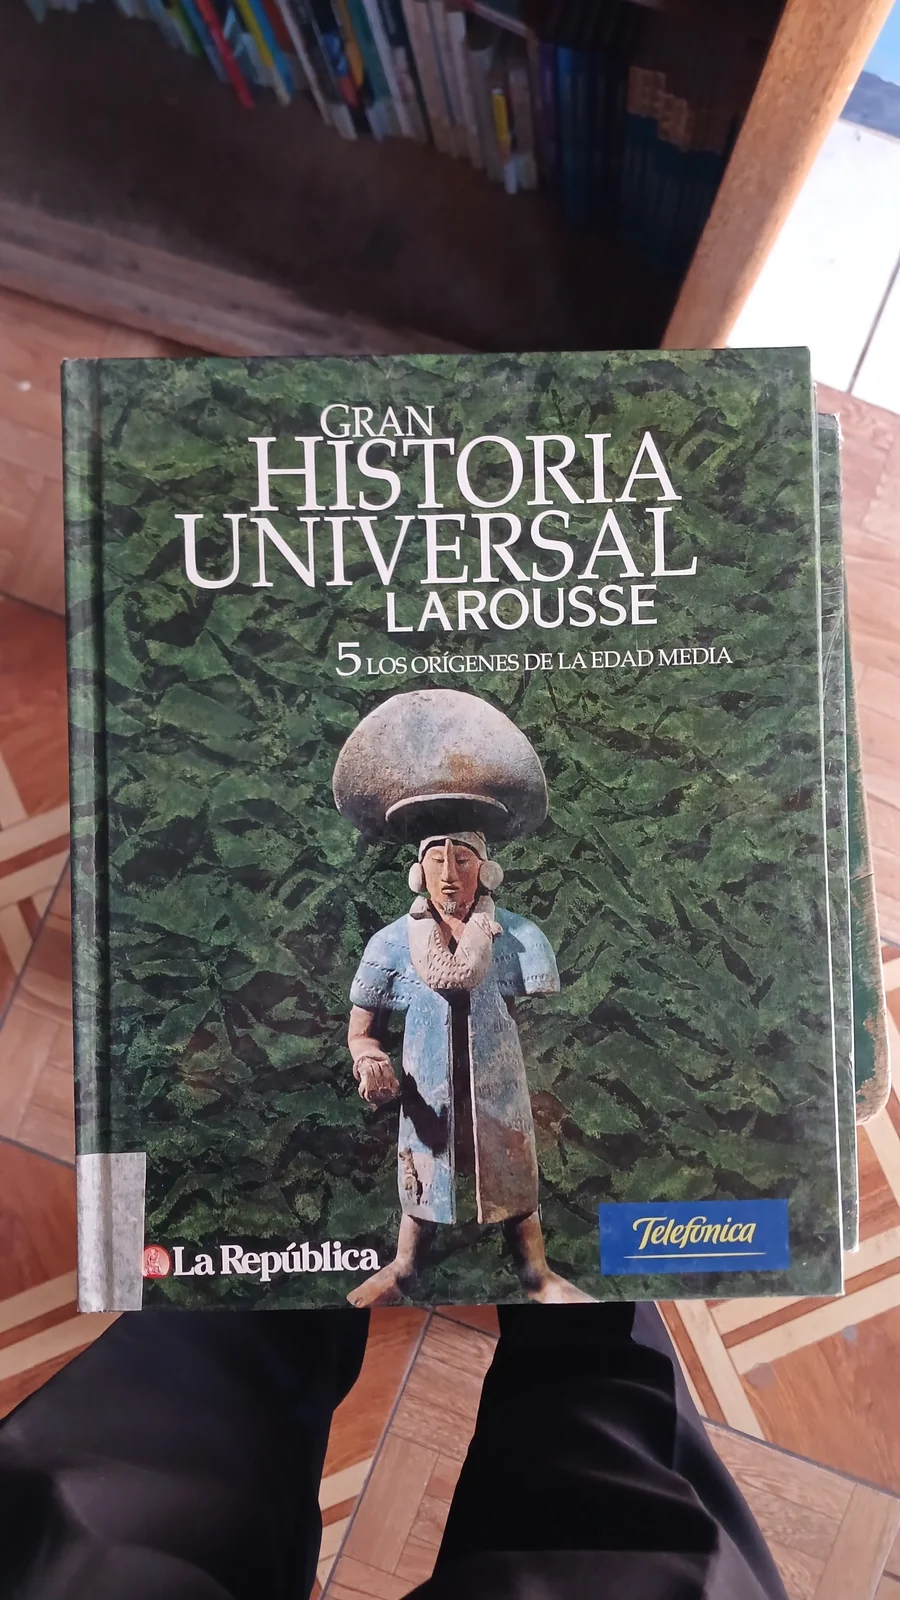 GRAN
HISTORIA
UNIVERSAL
LAROUSSE
5 LOS ORÍGENES DE LA EDAD MEDIA
La República
Telefónica